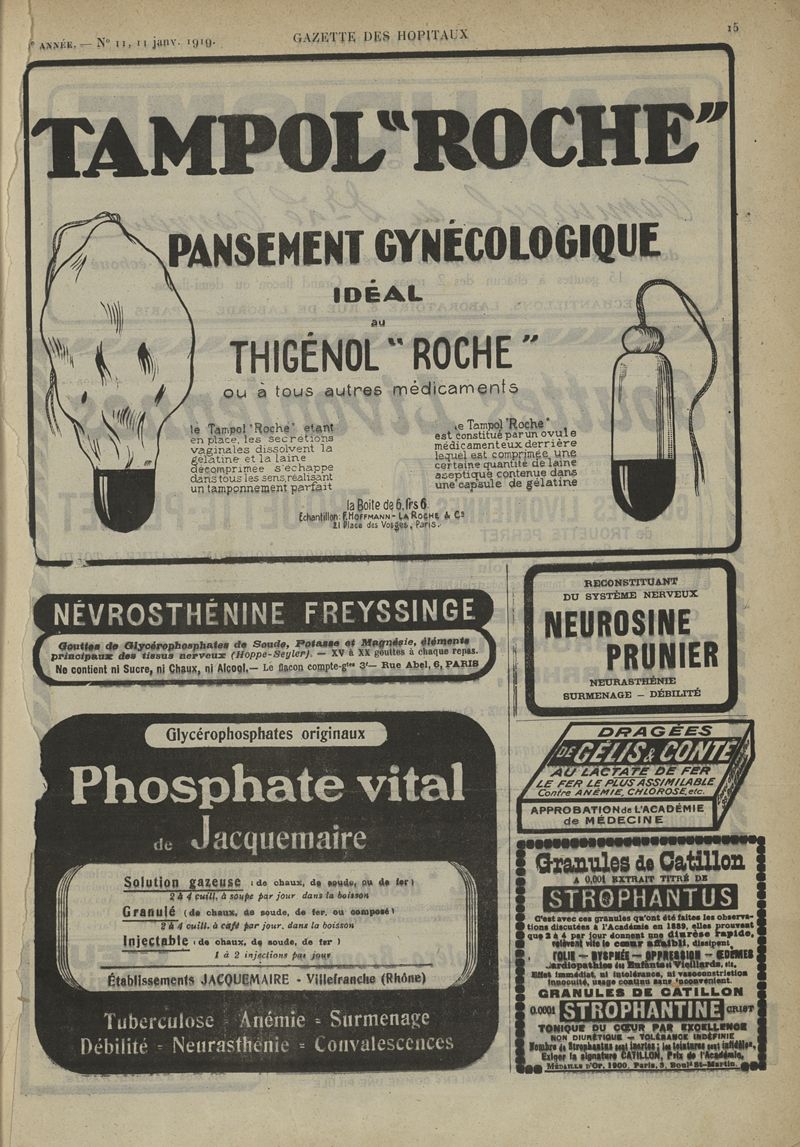 ᵉ ANNÉE. — Nº 11, 11 janv. 1919.
GAZETTE DES HOPITAUX
15
TAMPOL "ROCHE"
PANSEMENT GYNÉCOLOGIQUE
IDÉAL
au
THIGÉNOL "ROCHE"
ou à tous autres médicaments
le Tampol "Roche" étant
en place, les secrétions
vaginales dissolvent la
gélatine et la laine
décomprimée s'échappe
dans tous les sens, réalisant
un tamponnement parfait
Le Tampol "Roche"
est constitué par un ovule
médicamenteux derrière
lequel est comprimée une
certaine quantité de laine
aseptique contenue dans
une capsule de gélatine
la Boîte de 6, frs 6
Echantillon: F. HOFFMANN-LA ROCHE & Cº
21 Place des Vosges, Paris.
NÉVROSTHÉNINE FREYSSINGE
Gouttes de Glycérophosphates de Soude, Potasse et Magnésie, éléments
principaux des tissus nerveux (Hoppe-Seyler). — XV à XX gouttes à chaque repas.
Ne contient ni Sucre, ni Chaux, ni Alcool. — Le flacon compte-gttes 3f — Rue Abel, 6, PARIS
RECONSTITUANT
DU SYSTÈME NERVEUX
NEUROSINE
PRUNIER
NEURASTHÉNIE
SURMENAGE — DÉBILITÉ
Glycérophosphates originaux
Phosphate vital
de Jacquemaire
Solution gazeuse (de chaux, de soude, ou de fer)
2 à 4 cuill. à soupe par jour dans la boisson
Granulé (de chaux, de soude, de fer, ou composé)
2 à 4 cuill. à café par jour, dans la boisson
Injectable (de chaux, de soude, de fer)
1 à 2 injections par jour
Établissements JACQUEMAIRE - Villefranche (Rhône)
Tuberculose = Anémie = Surmenage
Débilité = Neurasthénie = Convalescences
DRAGÉES
DE GÉLIS & CONTÉ
AU LACTATE DE FER
LE FER LE PLUS ASSIMILABLE
Contre ANÉMIE, CHLOROSE, etc.
APPROBATION de L'ACADÉMIE
de MÉDECINE
Granules de Catillon
A 0,001 EXTRAIT TITRÉ DE
STROPHANTUS
C'est avec ces granules qu'ont été faites les observa-
tions discutées à l'Académie en 1889, elles prouvent
que 2 à 4 par jour donnent une diurèse rapide,
relèvent vite le cœur affaibli, dissipent
ASYSTOLIE — DYSPNÉE — OPPRESSION — ŒDÈMES
Cardiopathies des Enfants et Vieillards, etc.
Effet immédiat, ni intolérance, ni vasoconstriction
innocuité, usage continu sans inconvénient.
GRANULES DE CATILLON
0.0001 STROPHANTINE CRIST
TONIQUE DU CŒUR PAR EXCELLENCE
NON DIURÉTIQUE — TOLÉRANCE INDÉFINIE
Nombre de Strophantus sont inertes; les teintures sont infidèles,
Exiger la signature CATILLON, Prix de l'Académie,
MÉDAILLE D'OR, 1900. Paris, 3, Boulᵈ Sᵗ-Martin.